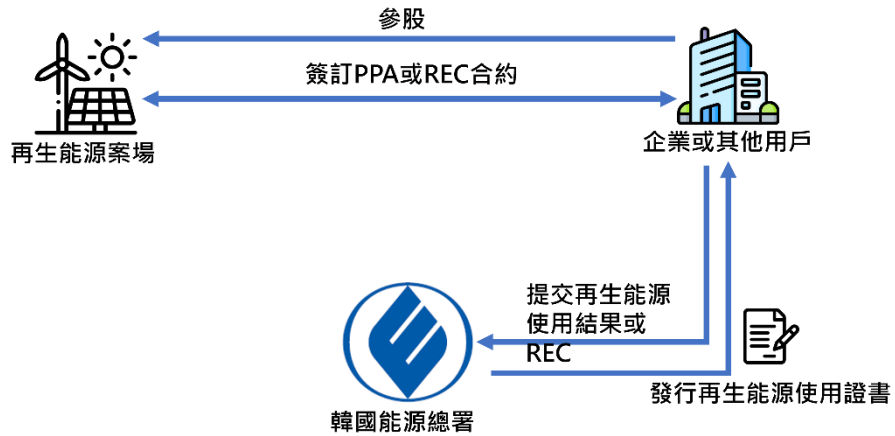 參股
簽訂PPA或REC合約
再生能源案場
企業或其他用戶
提交再生能源
使用結果或
REC
發行再生能源使用證書
韓國能源總署